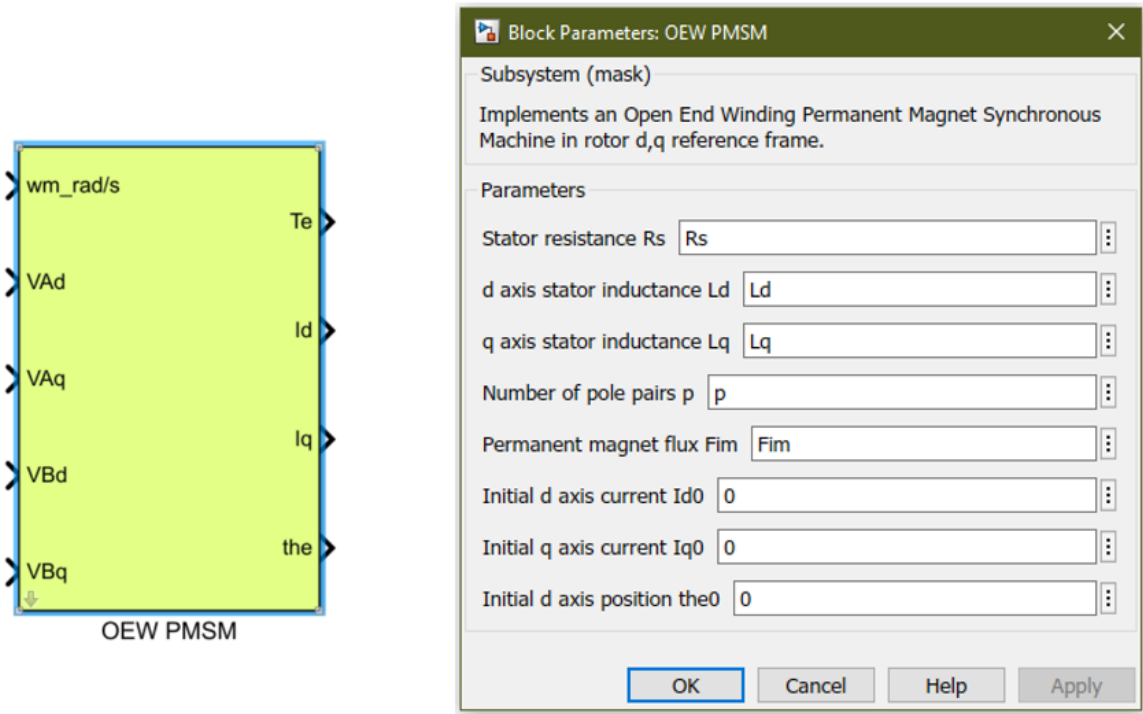 wm_rad/s
VAd
VAq
VBd
VBq
Te
Id
Iq
the
OEW PMSM
Block Parameters: OEW PMSM
Subsystem (mask)
Implements an Open End Winding Permanent Magnet Synchronous
Machine in rotor d,q reference frame.
Parameters
Stator resistance Rs Rs
d axis stator inductance Ld Ld
q axis stator inductance Lq Lq
Number of pole pairs p p
Permanent magnet flux Fim Fim
Initial d axis current Id0 0
Initial q axis current Iq0 0
Initial d axis position the0 0
OK Cancel Help Apply